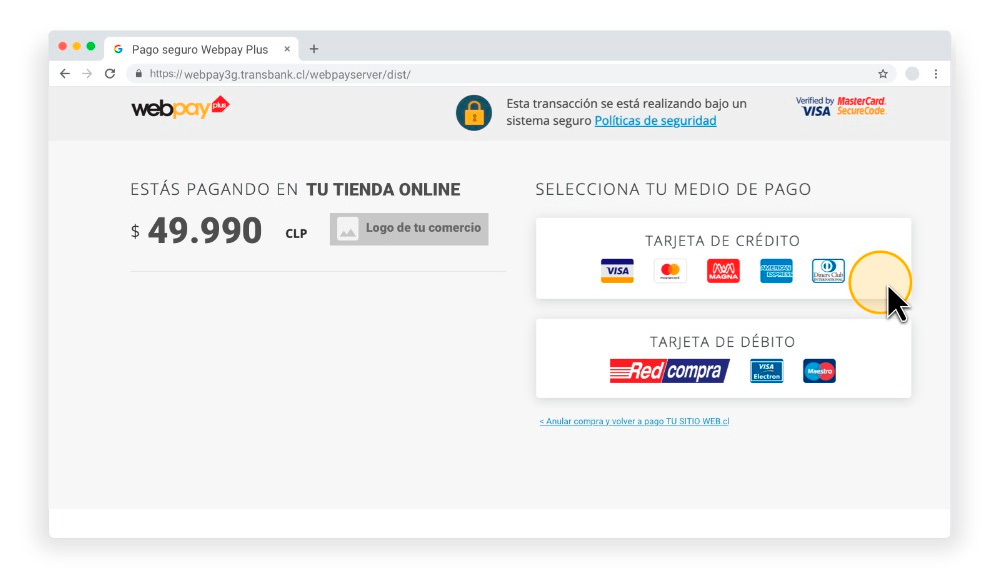 Pago seguro Webpay Plus
https://webpay3g.transbank.cl/webpayserver/dist/
webpay plus
Esta transacción se está realizando bajo un
sistema seguro Políticas de seguridad
Verified by VISA
MasterCard. SecureCode.
ESTÁS PAGANDO EN TU TIENDA ONLINE
$ 49.990 CLP
Logo de tu comercio
SELECCIONA TU MEDIO DE PAGO
TARJETA DE CRÉDITO
VISA
mastercard
MAGNA
AMERICAN EXPRESS
Diners Club INTERNATIONAL
TARJETA DE DÉBITO
Redcompra
VISA Electron
Maestro
< Anular compra y volver a pago TU SITIO WEB.cl